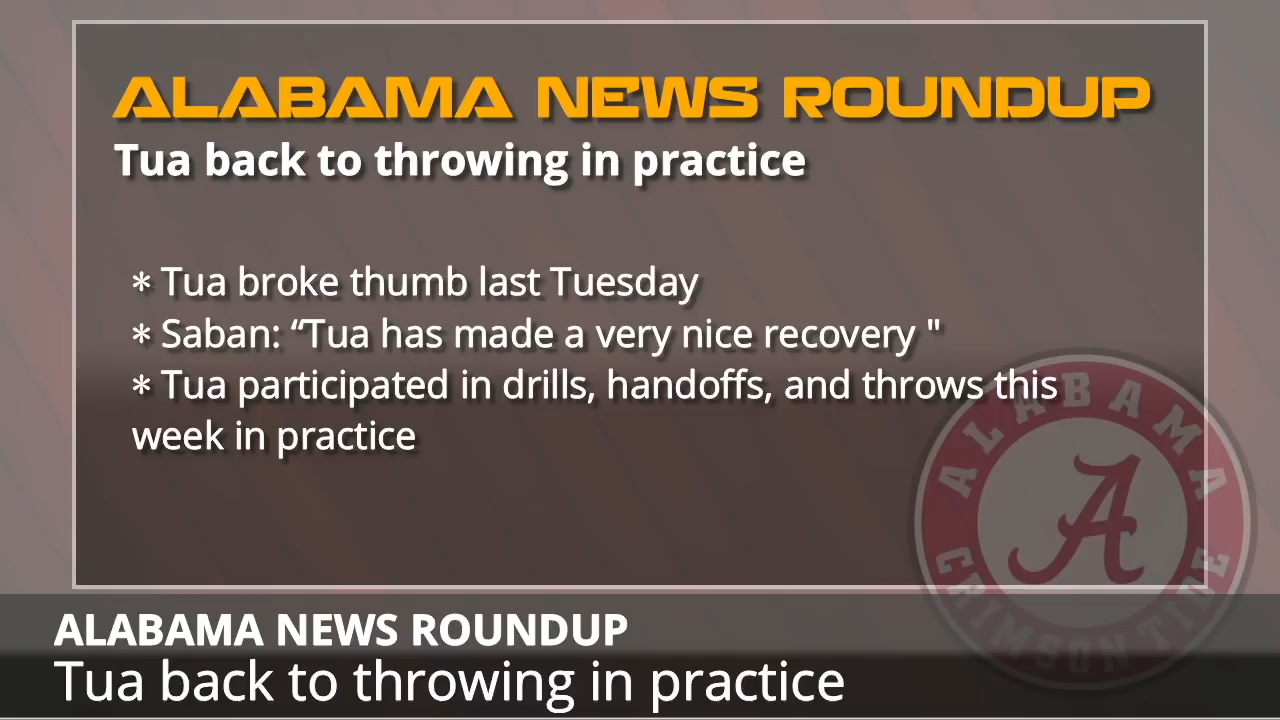 ALABAMA NEWS ROUNDUP
Tua back to throwing in practice
* Tua broke thumb last Tuesday
* Saban: “Tua has made a very nice recovery "
* Tua participated in drills, handoffs, and throws this
week in practice
ALABAMA
A
CRIMSON TIDE
ALABAMA NEWS ROUNDUP
Tua back to throwing in practice